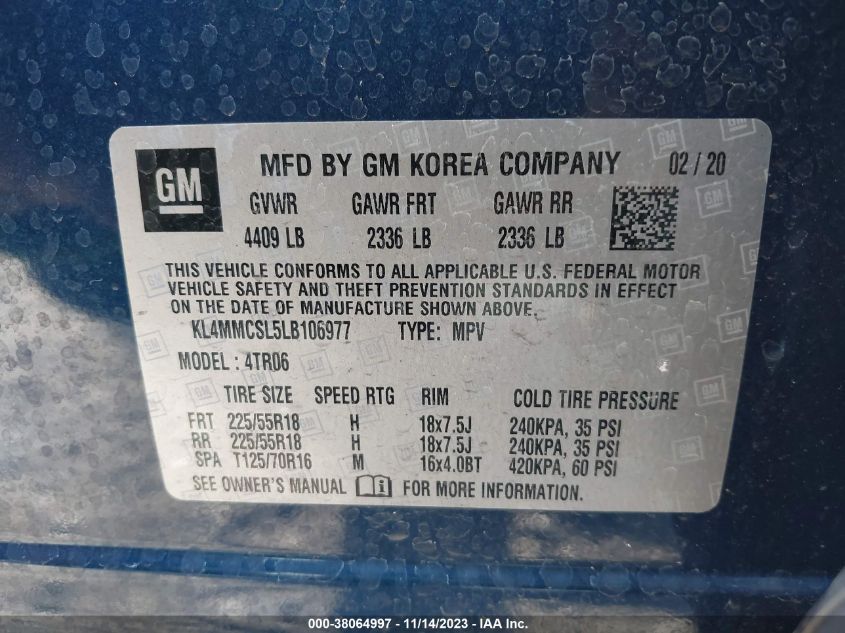 GM MFD BY GM KOREA COMPANY 02/20
GVWR GAWR FRT GAWR RR
4409 LB 2336 LB 2336 LB
THIS VEHICLE CONFORMS TO ALL APPLICABLE U.S. FEDERAL MOTOR
VEHICLE SAFETY AND THEFT PREVENTION STANDARDS IN EFFECT
ON THE DATE OF MANUFACTURE SHOWN ABOVE.
KL4MMCSL5LB106977 TYPE: MPV
MODEL: 4TR06
TIRE SIZE SPEED RTG RIM COLD TIRE PRESSURE
FRT 225/55R18 H 18x7.5J 240KPA, 35 PSI
RR 225/55R18 H 18x7.5J 240KPA, 35 PSI
SPA T125/70R16 M 16x4.0BT 420KPA, 60 PSI
SEE OWNER'S MANUAL FOR MORE INFORMATION.
000-38064997 - 11/14/2023 - IAA Inc.